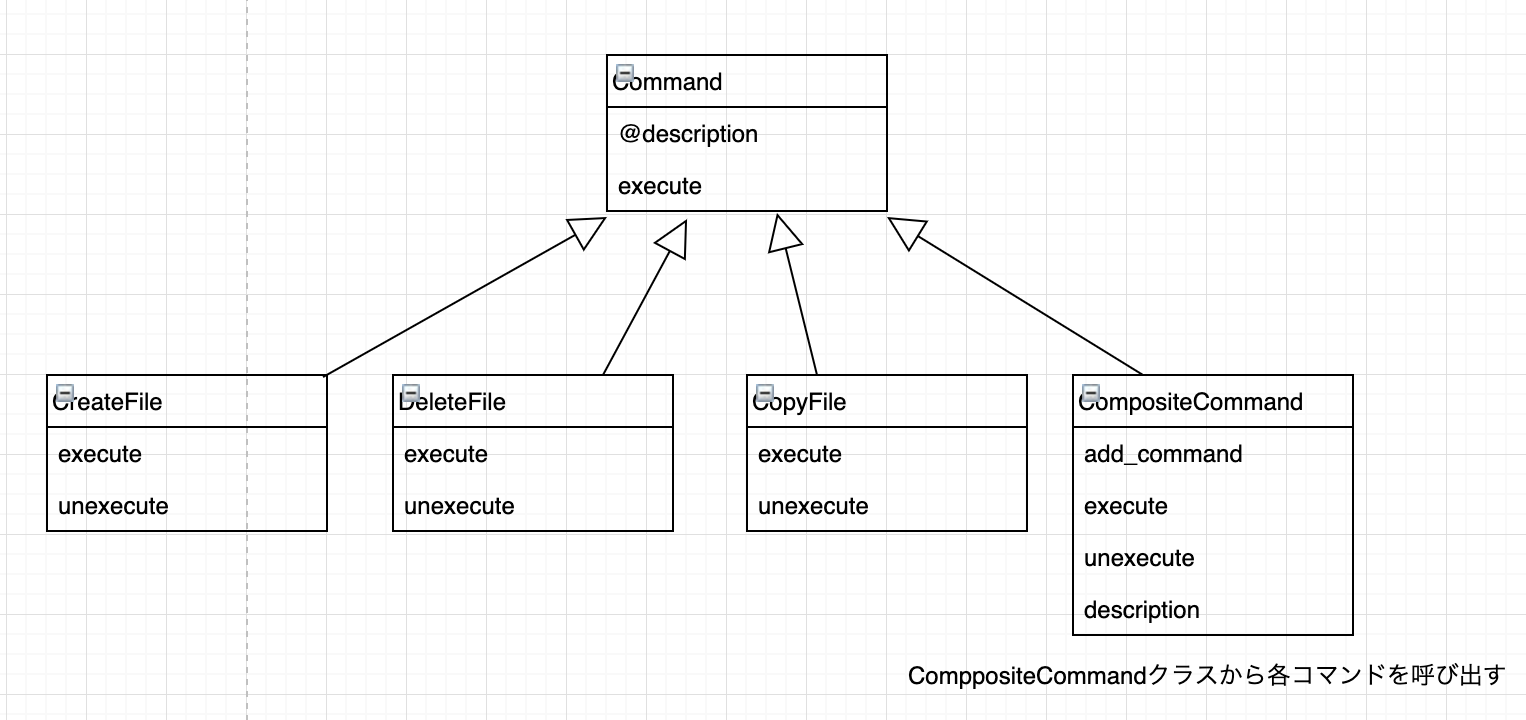 Command
@description
execute
CreateFile
execute
unexecute
DeleteFile
execute
unexecute
CopyFile
execute
unexecute
CompositeCommand
add_command
execute
unexecute
description
ComppositeCommandクラスから各コマンドを呼び出す